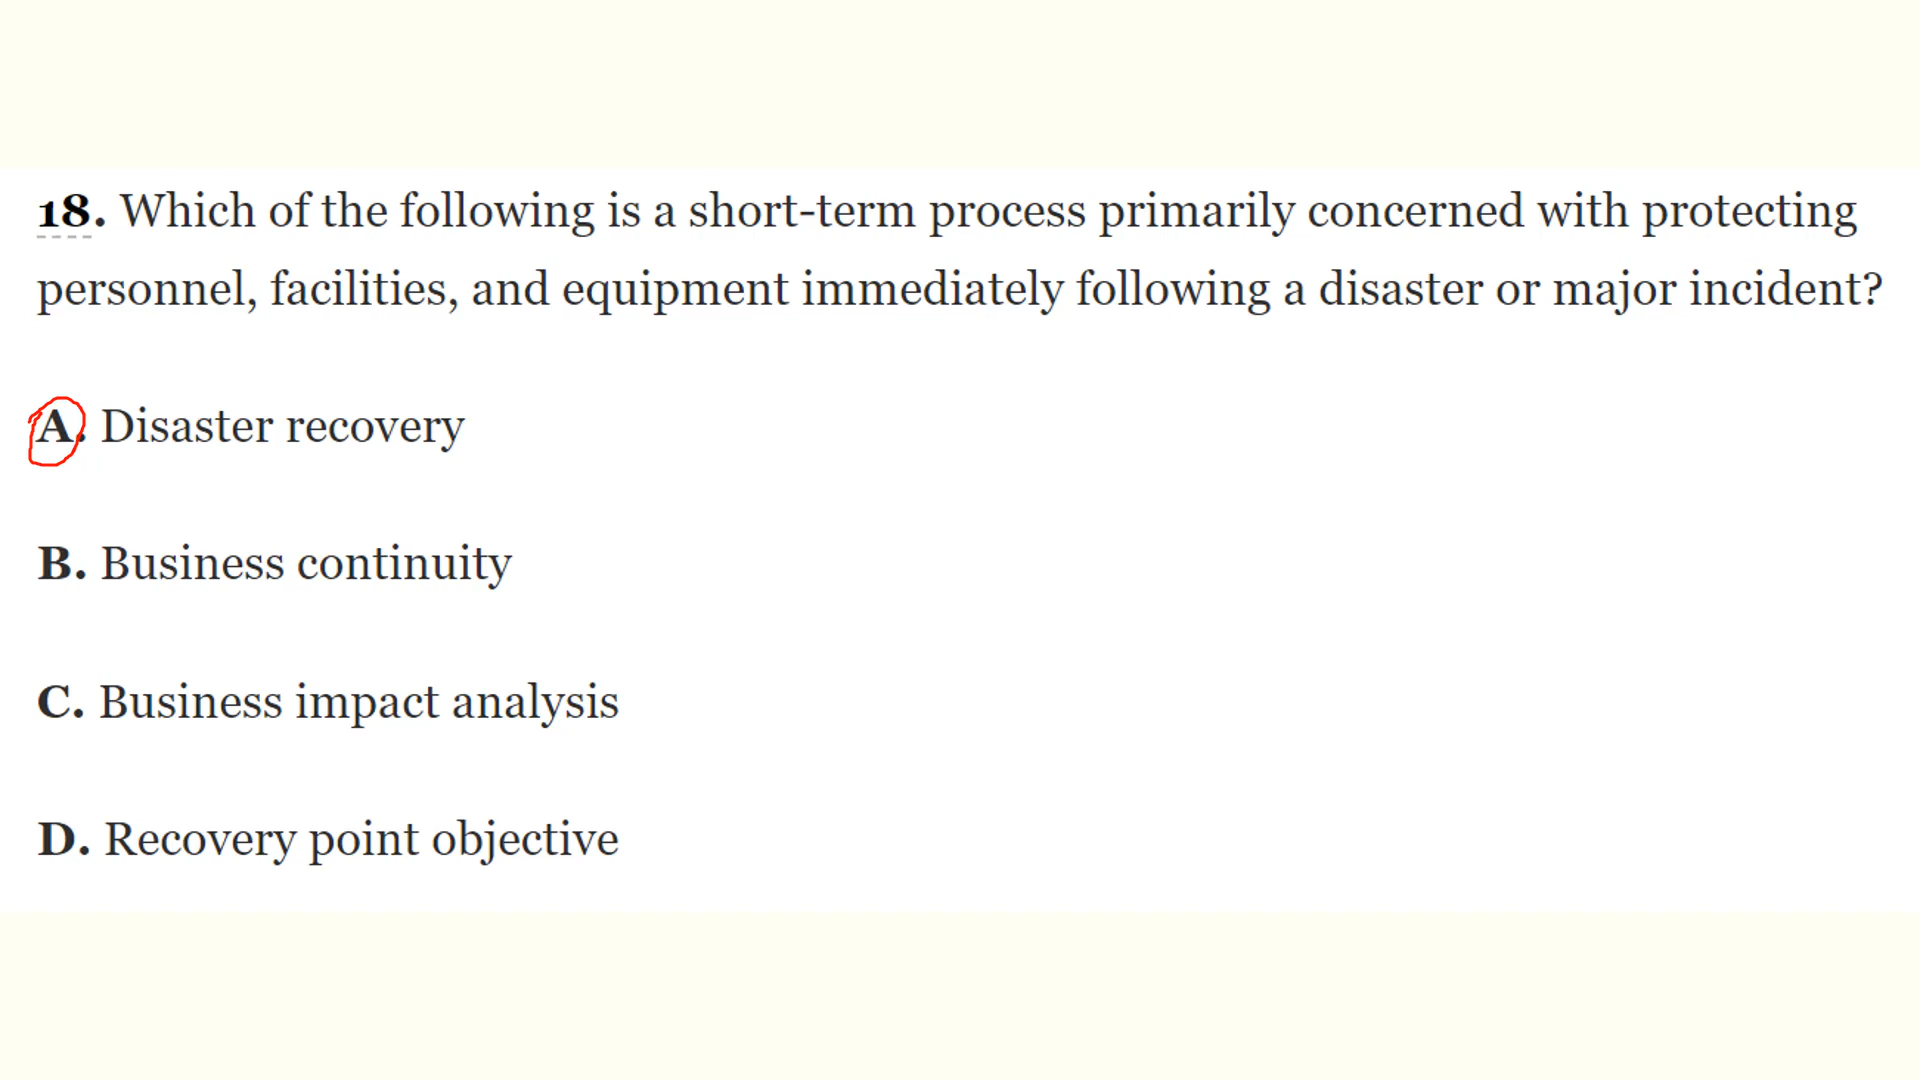 18. Which of the following is a short-term process primarily concerned with protecting
personnel, facilities, and equipment immediately following a disaster or major incident?
A. Disaster recovery
B. Business continuity
C. Business impact analysis
D. Recovery point objective